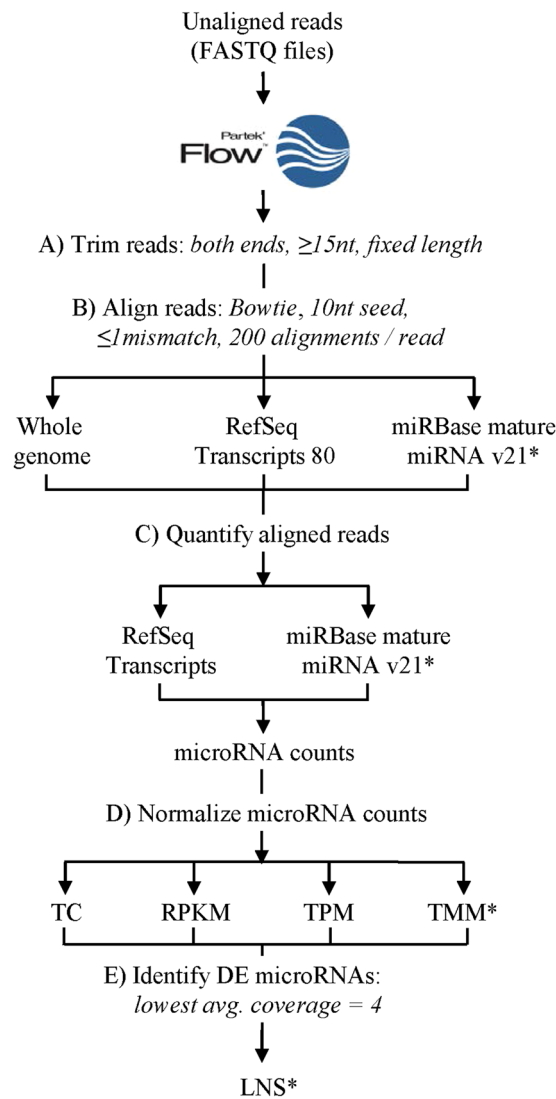 Unaligned reads
(FASTQ files)
Partek'
Flow™
A) Trim reads: both ends, ≥15nt, fixed length
B) Align reads: Bowtie, 10nt seed,
≤1mismatch, 200 alignments / read
Whole genome
RefSeq Transcripts 80
miRBase mature miRNA v21*
C) Quantify aligned reads
RefSeq Transcripts
miRBase mature miRNA v21*
microRNA counts
D) Normalize microRNA counts
TC RPKM TPM TMM*
E) Identify DE microRNAs:
lowest avg. coverage = 4
LNS*